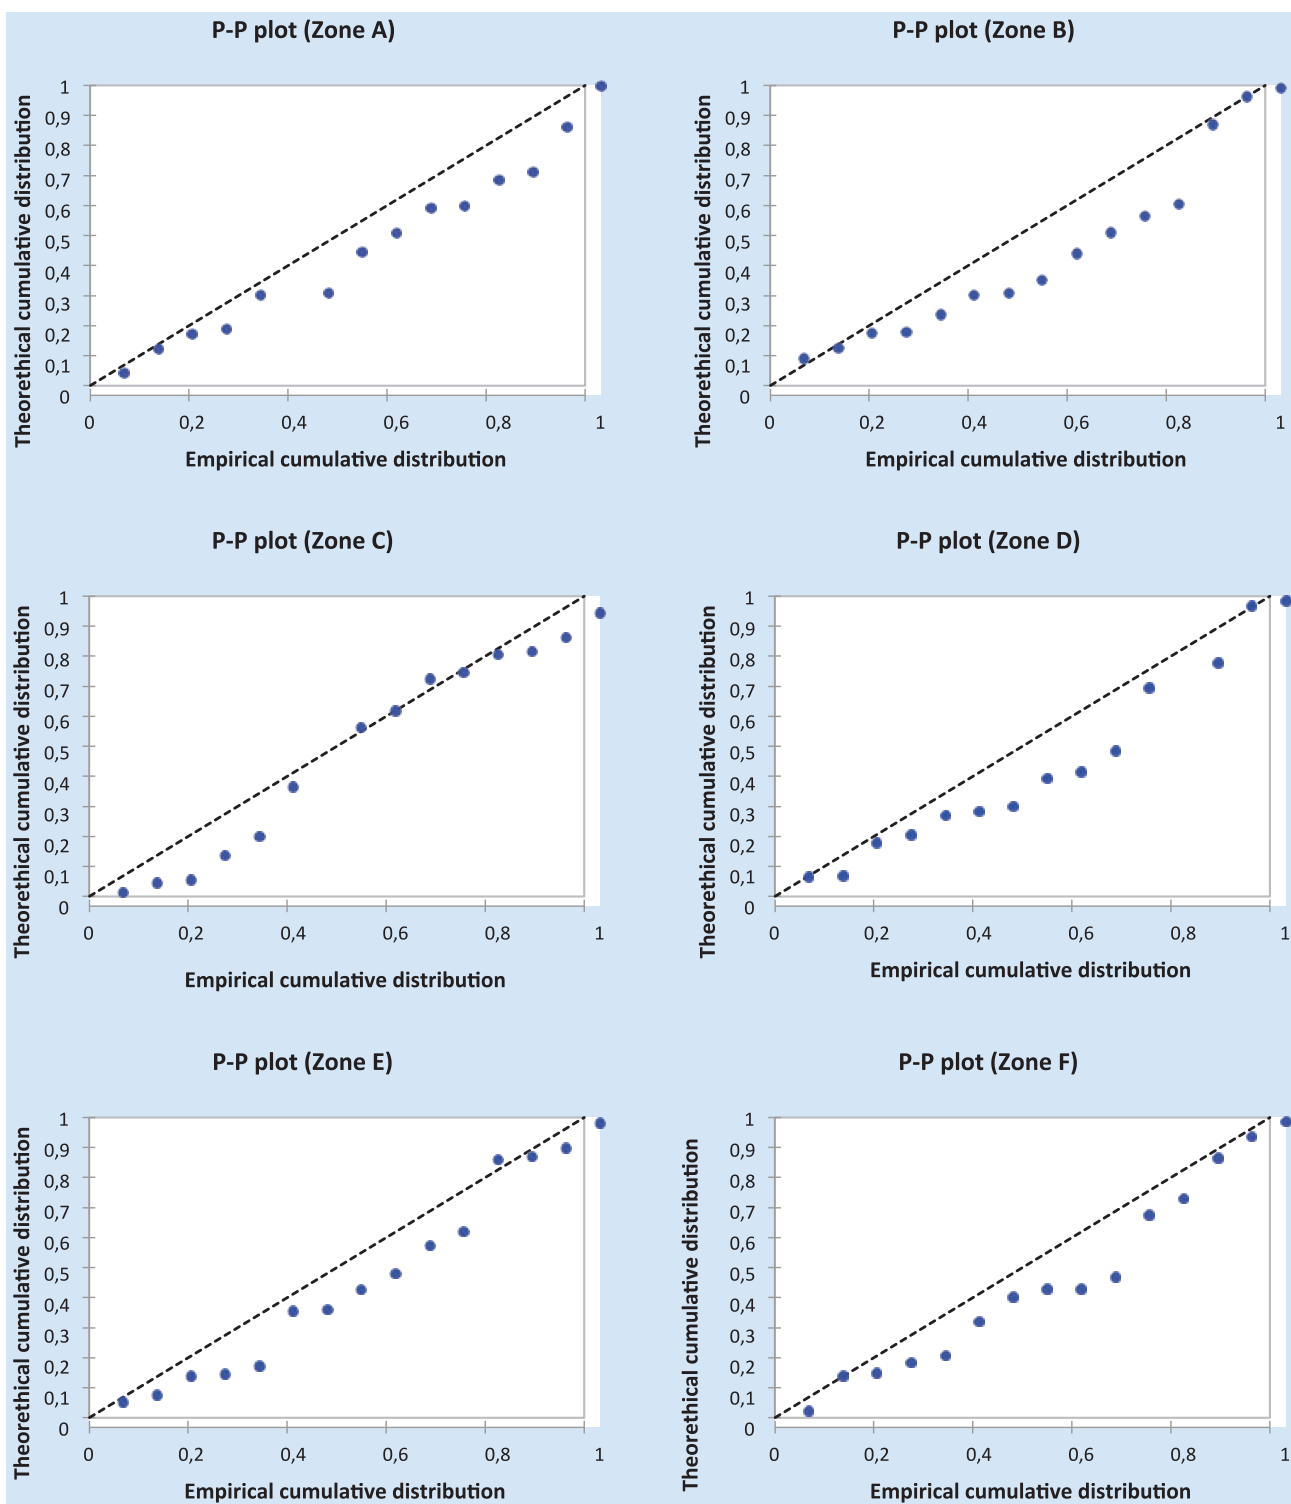 P-P plot (Zone A)
Theorethical cumulative distribution
1
0,9
0,8
0,7
0,6
0,5
0,4
0,3
0,2
0,1
0
0 0,2 0,4 0,6 0,8 1
Empirical cumulative distribution
P-P plot (Zone B)
Theorethical cumulative distribution
1
0,9
0,8
0,7
0,6
0,5
0,4
0,3
0,2
0,1
0
0 0,2 0,4 0,6 0,8 1
Empirical cumulative distribution
P-P plot (Zone C)
Theorethical cumulative distribution
1
0,9
0,8
0,7
0,6
0,5
0,4
0,3
0,2
0,1
0
0 0,2 0,4 0,6 0,8 1
Empirical cumulative distribution
P-P plot (Zone D)
Theorethical cumulative distribution
1
0,9
0,8
0,7
0,6
0,5
0,4
0,3
0,2
0,1
0
0 0,2 0,4 0,6 0,8 1
Empirical cumulative distribution
P-P plot (Zone E)
Theorethical cumulative distribution
1
0,9
0,8
0,7
0,6
0,5
0,4
0,3
0,2
0,1
0
0 0,2 0,4 0,6 0,8 1
Empirical cumulative distribution
P-P plot (Zone F)
Theorethical cumulative distribution
1
0,9
0,8
0,7
0,6
0,5
0,4
0,3
0,2
0,1
0
0 0,2 0,4 0,6 0,8 1
Empirical cumulative distribution